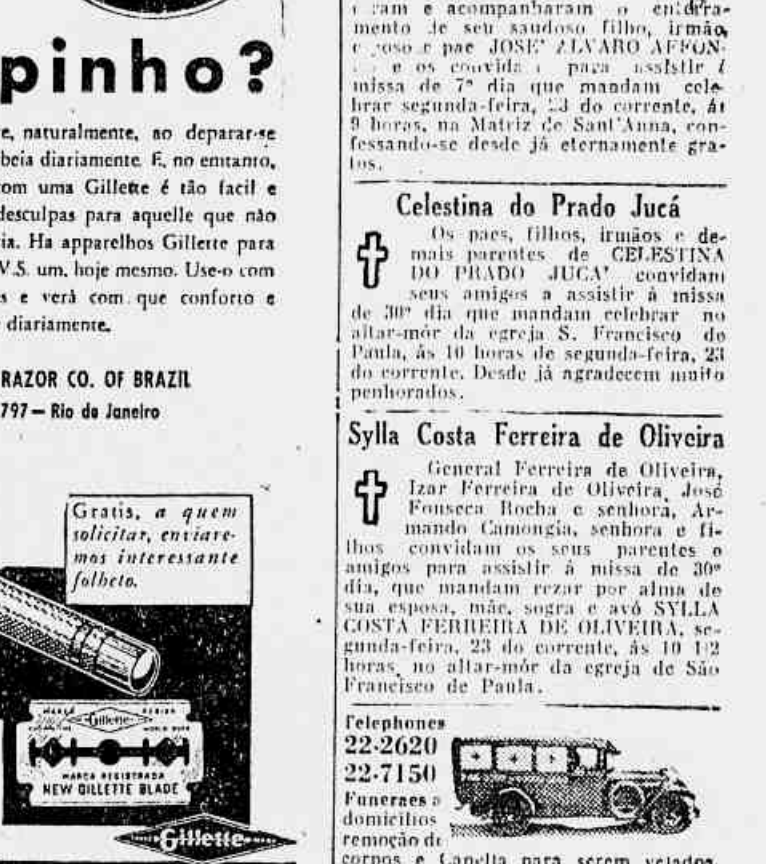 pinho?
e, naturalmente, ao deparar-se
beia diariamente. E, no emtanto,
om uma Gillette é tão facil e
desculpas para aquelle que não
ia. Ha apparelhos Gillette para
V.S. um, hoje mesmo. Use-o com
s e verá com que conforto e
diariamente.
RAZOR CO. OF BRAZIL
797 — Rio de Janeiro
Gratis, a quem
solicitar, enviare-
mos interessante
folheto.
Gillette
MARCA REGISTRADA
NEW GILLETTE BLADE
Gillette
e acompanharam o enterra-
mento de seu saudoso filho, irmão,
e pae JOSE' ALVARO AFFON-
e os convida para assistir
missa de 7º dia que mandam cele-
brar segunda-feira, 23 do corrente, ás
9 horas, na Matriz de Sant'Anna, con-
fessando-se desde já eternamente gra-
tos.
Celestina do Prado Jucá
Os paes, filhos, irmãos e de-
mais parentes de CELESTINA
DO PRADO JUCA' convidam
seus amigos a assistir á missa
de 30º dia que mandam celebrar no
altar-mór da egreja S. Francisco de
Paula, ás 10 horas de segunda-feira, 23
do corrente. Desde já agradecem muito
penhorados.
Sylla Costa Ferreira de Oliveira
General Ferreira de Oliveira,
Izar Ferreira de Oliveira, José
Fonseca Rocha e senhora, Ar-
mando Camongia, senhora e fi-
lhos convidam os seus parentes e
amigos para assistir á missa de 30º
dia, que mandam rezar por alma de
sua esposa, mãe, sogra e avó SYLLA
COSTA FERREIRA DE OLIVEIRA, se-
gunda-feira, 23 do corrente, ás 10 1|2
horas, no altar-mór da egreja de São
Francisco de Paula.
Telephones
22-2620
22-7150
Funeraes a
domicilios
remoção de
corpos e Capella para serem velados